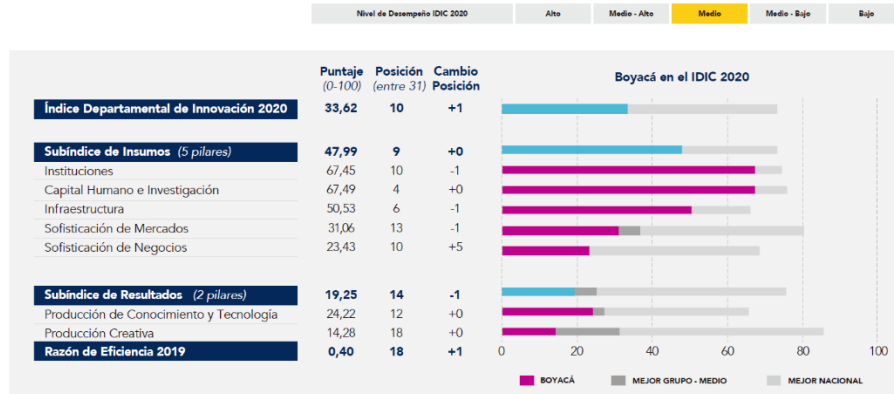 Nivel de Desempeño IDIC 2020 Alto Medio - Alto Medio Medio - Bajo Bajo
Puntaje Posición Cambio
(0-100) (entre 31) Posición
Boyacá en el IDIC 2020
Índice Departamental de Innovación 2020 33,62 10 +1
Subíndice de Insumos (5 pilares) 47,99 9 +0
Instituciones 67,45 10 -1
Capital Humano e Investigación 67,49 4 +0
Infraestructura 50,53 6 -1
Sofisticación de Mercados 31,06 13 -1
Sofisticación de Negocios 23,43 10 +5
Subíndice de Resultados (2 pilares) 19,25 14 -1
Producción de Conocimiento y Tecnología 24,22 12 +0
Producción Creativa 14,28 18 +0
Razón de Eficiencia 2019 0,40 18 +1
0 20 40 60 80 100
BOYACÁ MEJOR GRUPO - MEDIO MEJOR NACIONAL